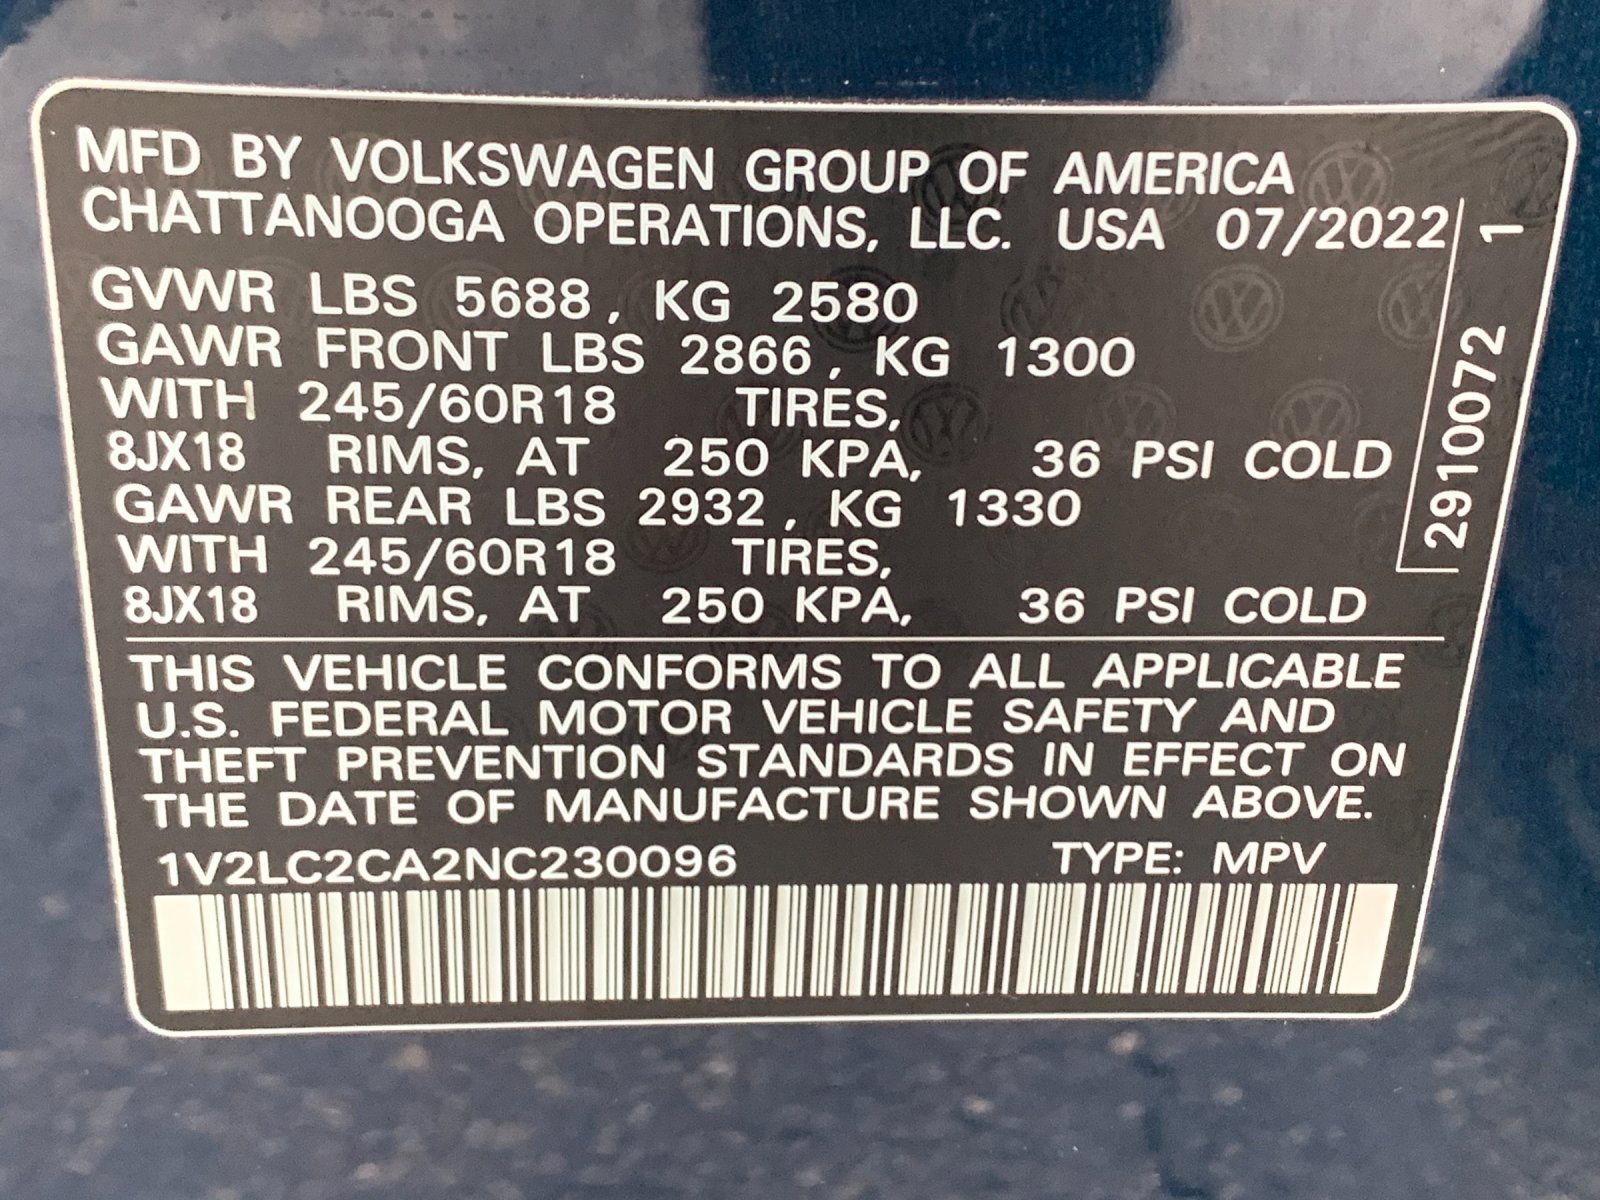 MFD BY VOLKSWAGEN GROUP OF AMERICA
CHATTANOOGA OPERATIONS, LLC. USA 07/2022
GVWR LBS 5688, KG 2580
GAWR FRONT LBS 2866, KG 1300
WITH 245/60R18 TIRES,
8JX18 RIMS, AT 250 KPA, 36 PSI COLD
GAWR REAR LBS 2932, KG 1330
WITH 245/60R18 TIRES,
8JX18 RIMS, AT 250 KPA, 36 PSI COLD
THIS VEHICLE CONFORMS TO ALL APPLICABLE
U.S. FEDERAL MOTOR VEHICLE SAFETY AND
THEFT PREVENTION STANDARDS IN EFFECT ON
THE DATE OF MANUFACTURE SHOWN ABOVE.
1V2LC2CA2NC230096 TYPE: MPV
2910072 1